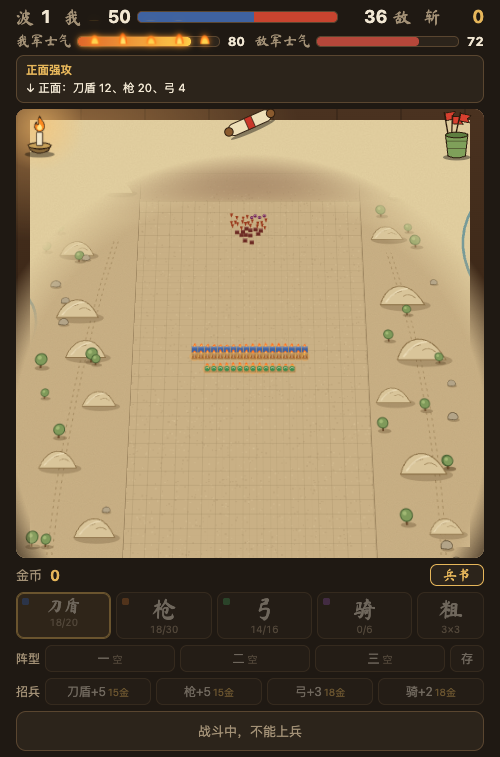 波 1 我 50 36 敌 斩 0
我军士气 80 敌军士气 72
正面强攻
↓ 正面：刀盾 12、枪 20、弓 4
金币 0 兵书
刀盾 枪 弓 骑 粗
18/20 18/30 14/16 0/6 3×3
阵型 一 空 二 空 三 空 存
招兵 刀盾+5 15金 枪+5 15金 弓+3 18金 骑+2 18金
战斗中，不能上兵